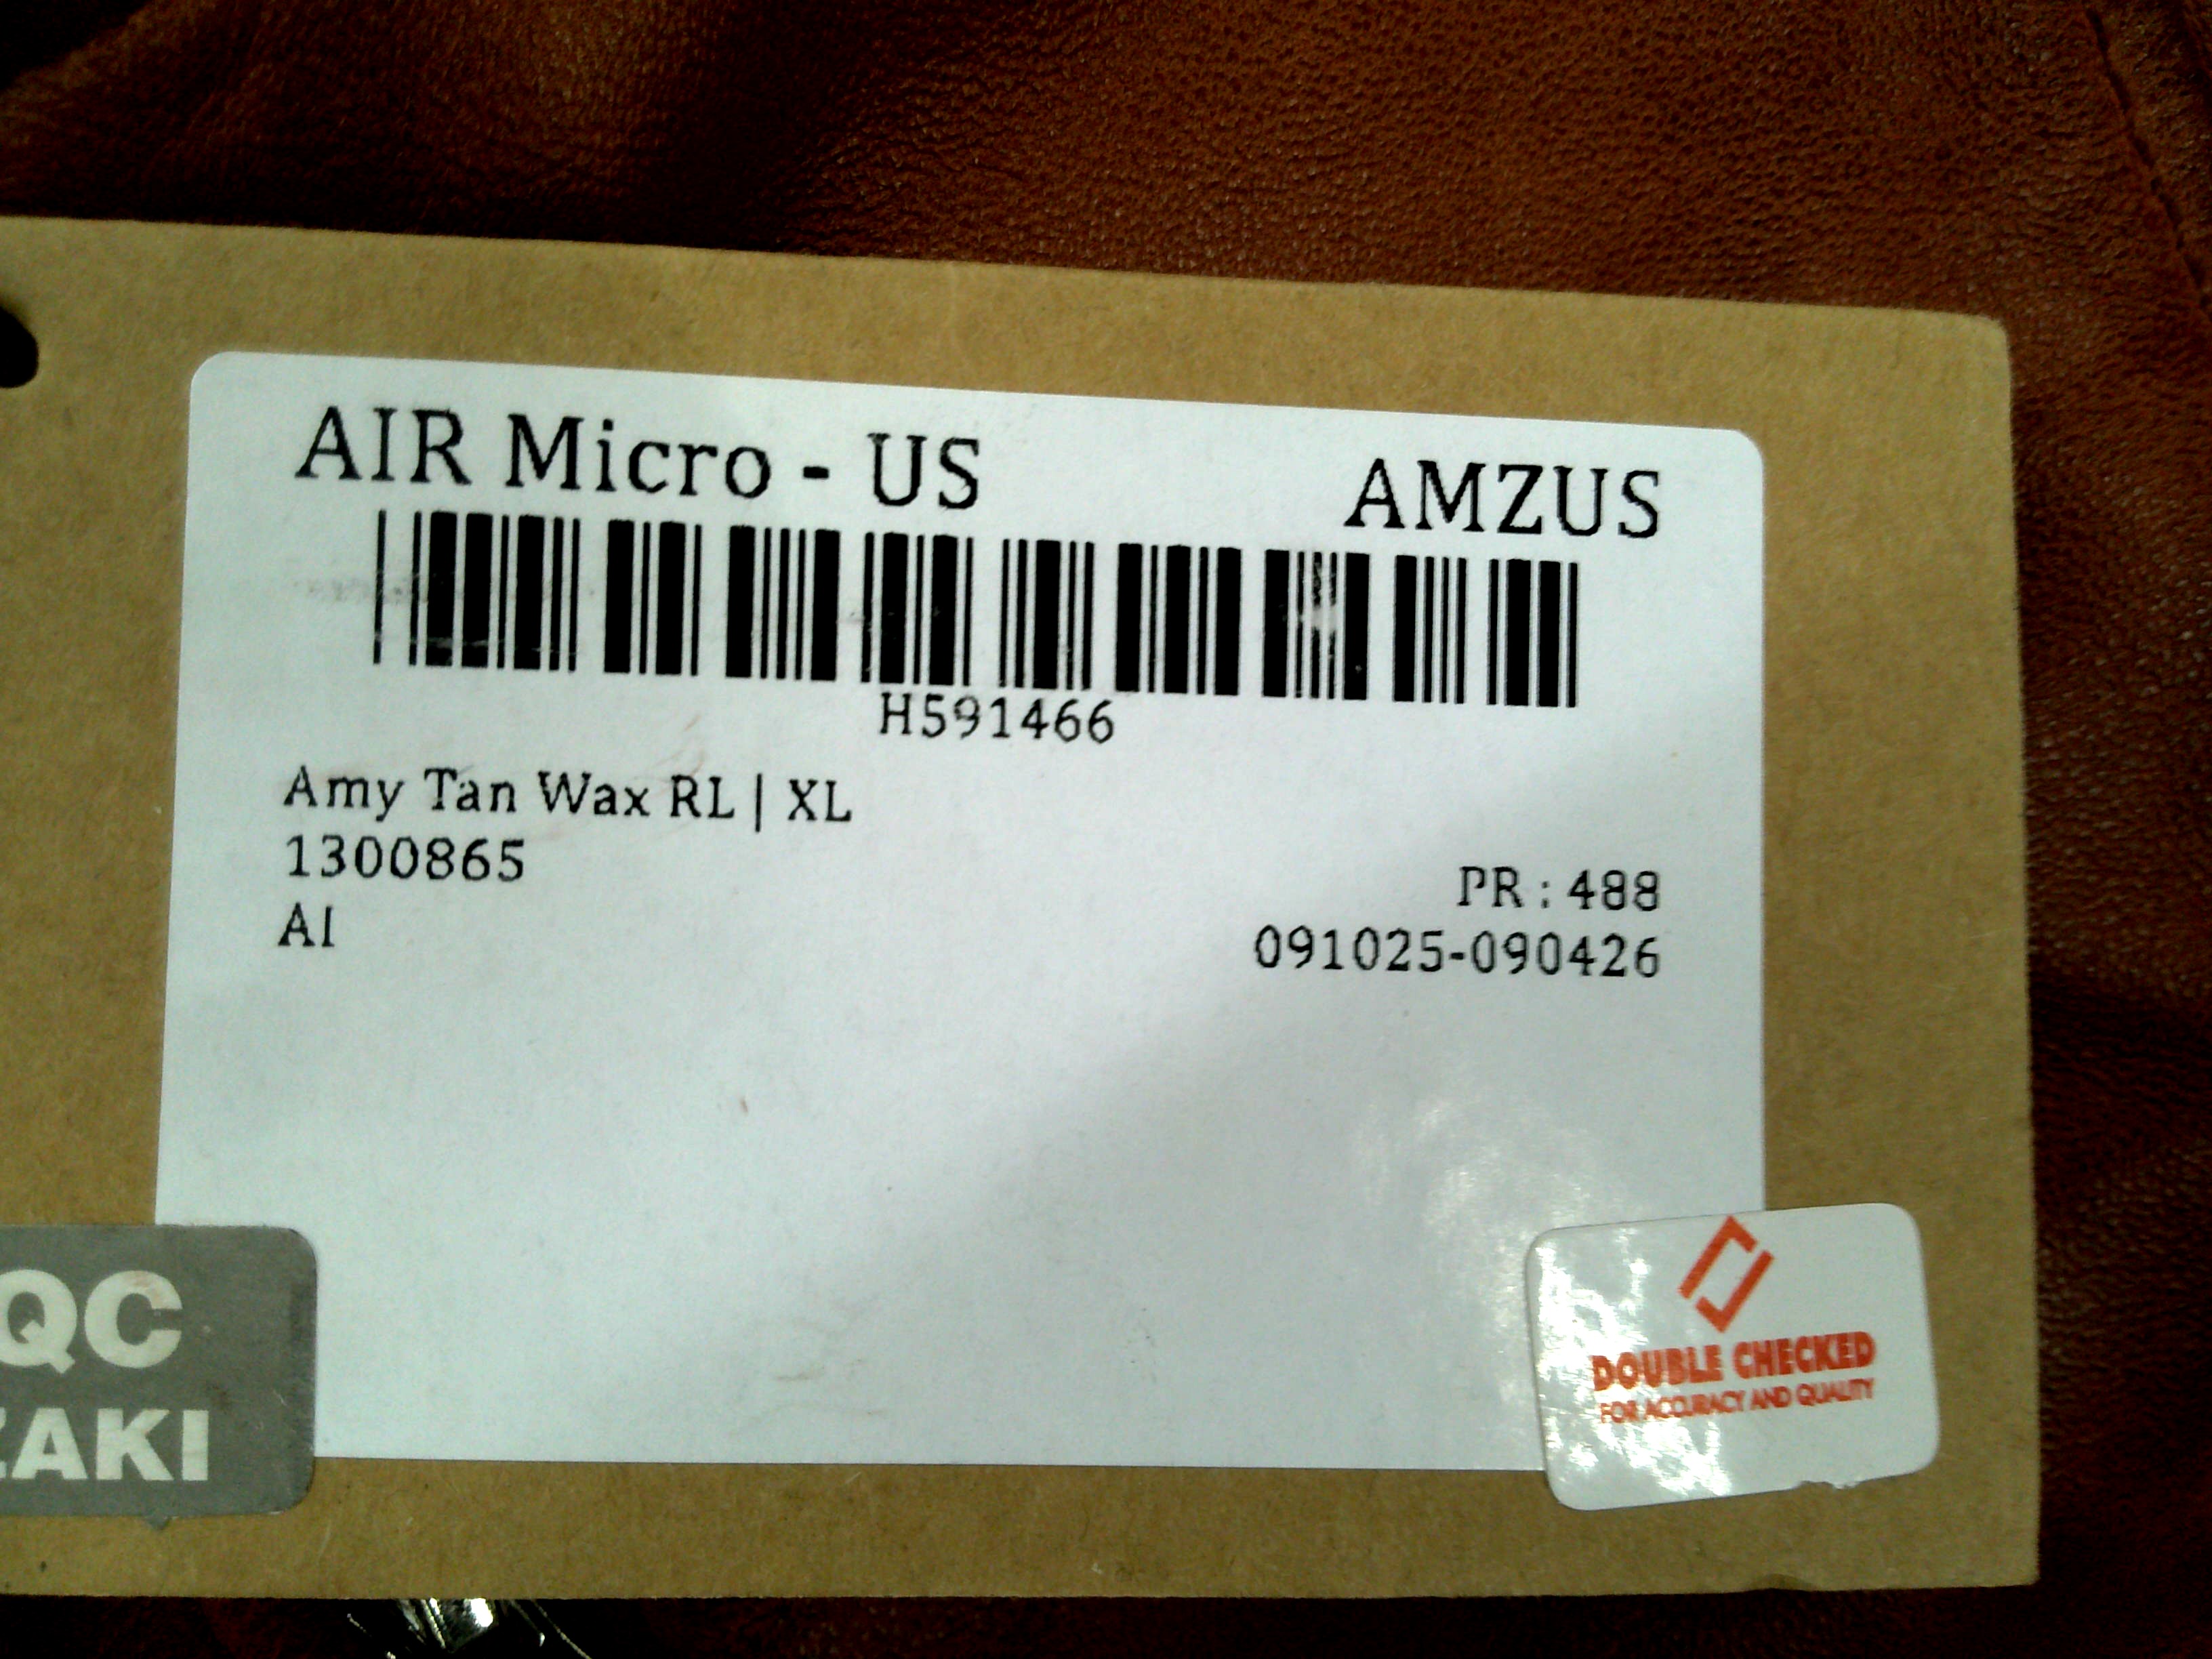 AIR Micro - US
AMZUS
H591466
Amy Tan Wax RL | XL
1300865
AI
PR : 488
091025-090426
QC
ZAKI
DOUBLE CHECKED
FOR ACCURACY AND QUALITY